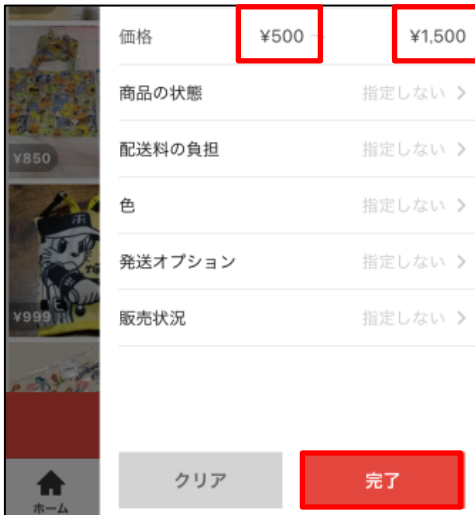 価格 ¥500 ~ ¥1,500
商品の状態 指定しない >
¥850
配送料の負担 指定しない >
色 指定しない >
発送オプション 指定しない >
¥999
販売状況 指定しない >
クリア 完了
ホーム